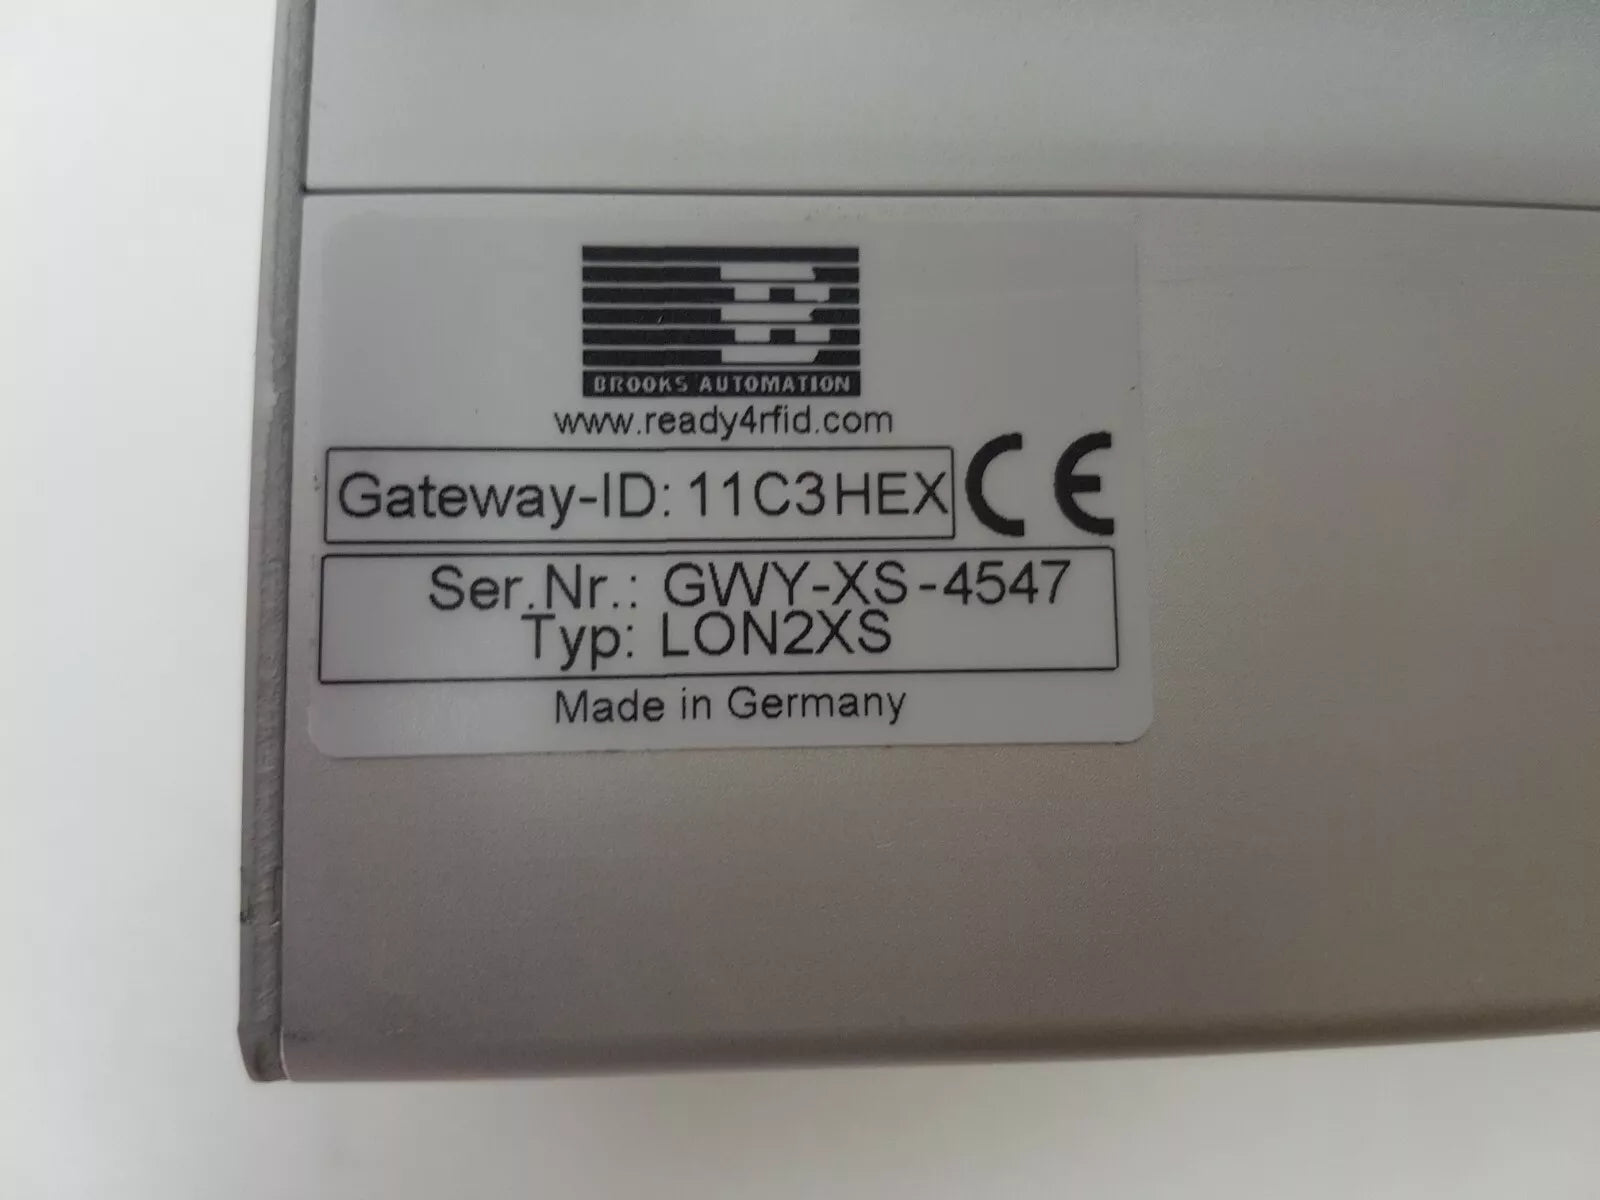 BROOKS AUTOMATION
www.ready4rfid.com
Gateway-ID: 11C3HEX
CE
Ser.Nr.: GWY-XS-4547
Typ: LON2XS
Made in Germany